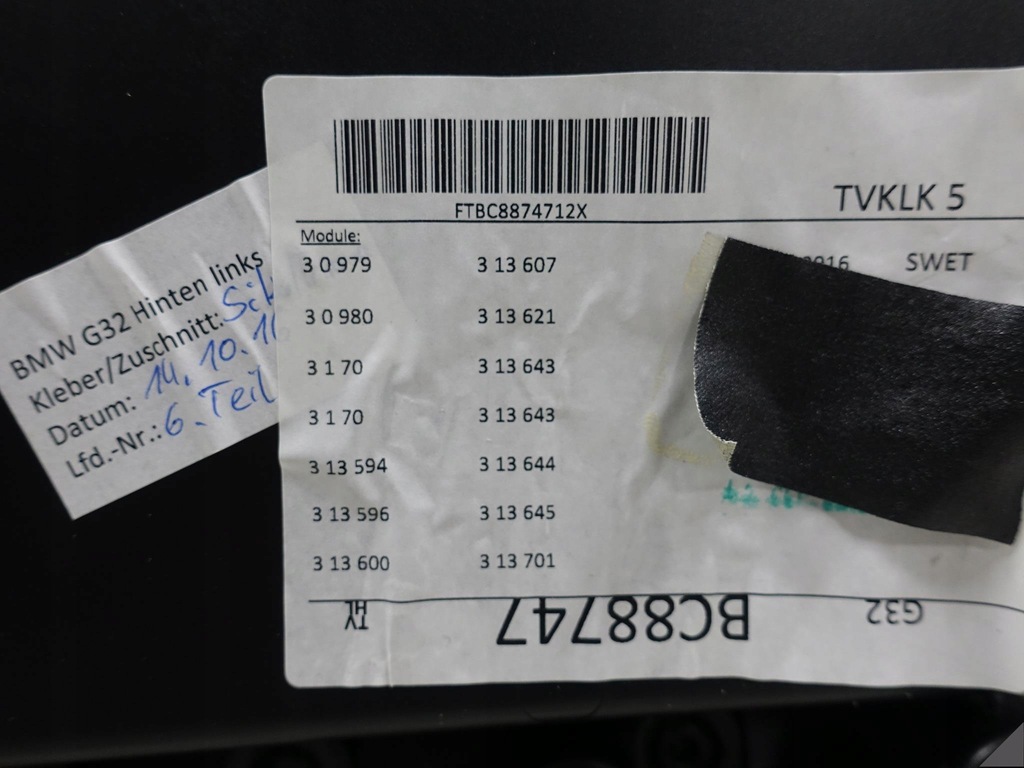 BMW G32 Hinten links
Kleber/Zuschnitt:
Datum: 14.10.16
Lfd.-Nr.: 6. Teil
FTBC8874712X
TVKLK 5
Module:
3 0 979 3 13 607
2016 SWET
3 0 980 3 13 621
3 1 70 3 13 643
3 1 70 3 13 643
3 13 594 3 13 644
3 13 596 3 13 645
3 13 600 3 13 701
TY
HL
BC88747
G32